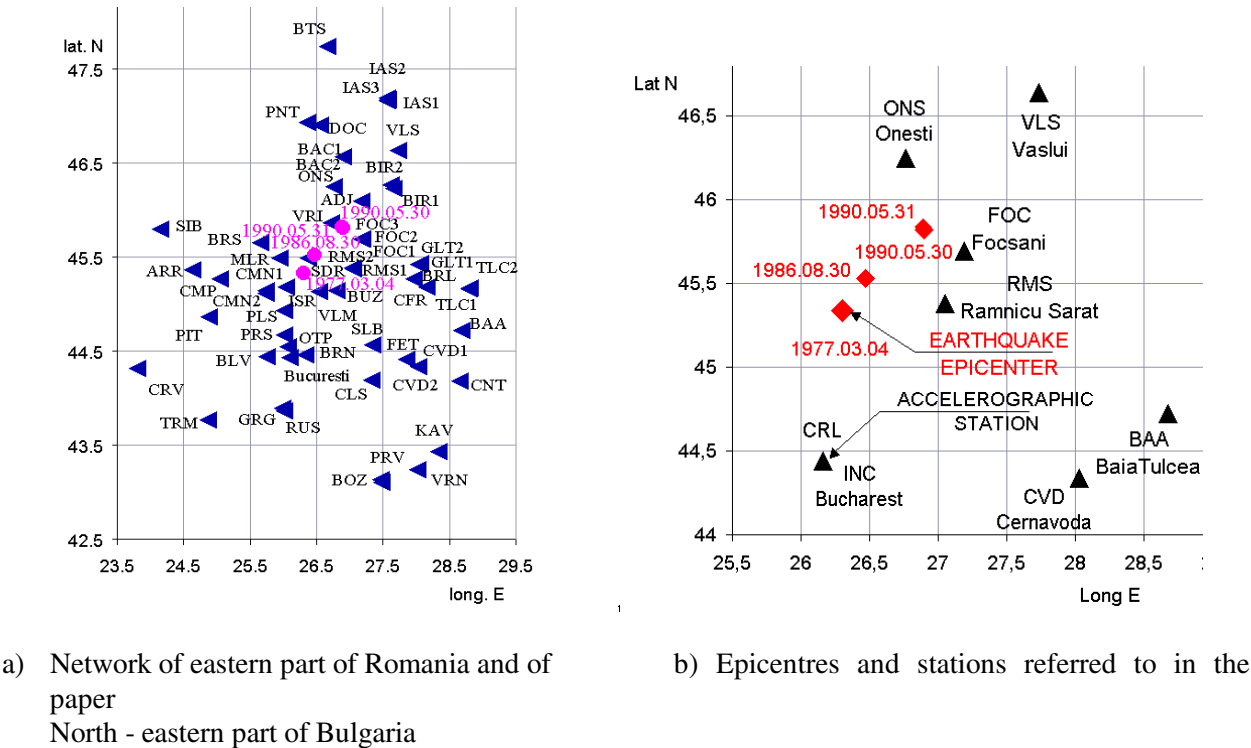 BTS
lat. N
47.5
IAS2
IAS3
IAS1
PNT
DOC
VLS
BAC1
BAC2
BIR2
46.5
ONS
ADJ
BIR1
VRI
1990.05.30
SIB
1990.05.31
FOC3
BRS
1986.08.30
FOC2
GLT2
45.5
MLR
RMS2
FOC1
GLT1
TLC2
ARR
CMN1
SDR
RMS1
BRL
1977.03.04
CMP
CMN2
ISR
BUZ
CFR
TLC1
PLS
VLM
PIT
PRS
SLB
BAA
OTP
FET
44.5
BLV
BRN
CVD1
Bucuresti
CRV
CLS
CVD2
CNT
TRM
GRG
RUS
43.5
KAV
PRV
BOZ
VRN
42.5
23.5 24.5 25.5 26.5 27.5 28.5 29.5
long. E
Lat N
46,5
ONS
Onesti
VLS
Vaslui
46
1990.05.31
FOC
Focsani
1990.05.30
1986.08.30
45,5
RMS
Ramnicu Sarat
1977.03.04
EARTHQUAKE
EPICENTER
45
ACCELEROGRAPHIC
STATION
CRL
44,5
INC
Bucharest
BAA
BaiaTulcea
CVD
Cernavoda
44
25,5 26 26,5 27 27,5 28 28,5
Long E
1
a) Network of eastern part of Romania and of
paper
North - eastern part of Bulgaria
b) Epicentres and stations referred to in the